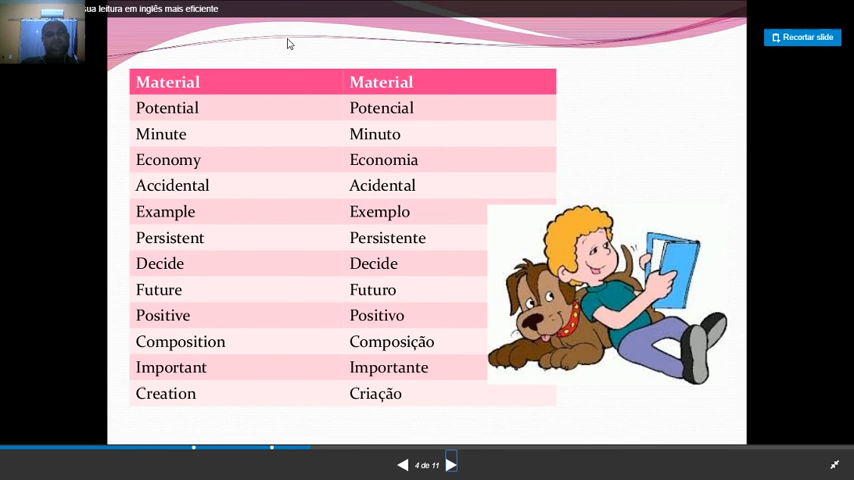 sua leitura em inglês mais eficiente
Recortar slide
Material Material
Potential Potencial
Minute Minuto
Economy Economia
Accidental Acidental
Example Exemplo
Persistent Persistente
Decide Decide
Future Futuro
Positive Positivo
Composition Composição
Important Importante
Creation Criação
4 de 11